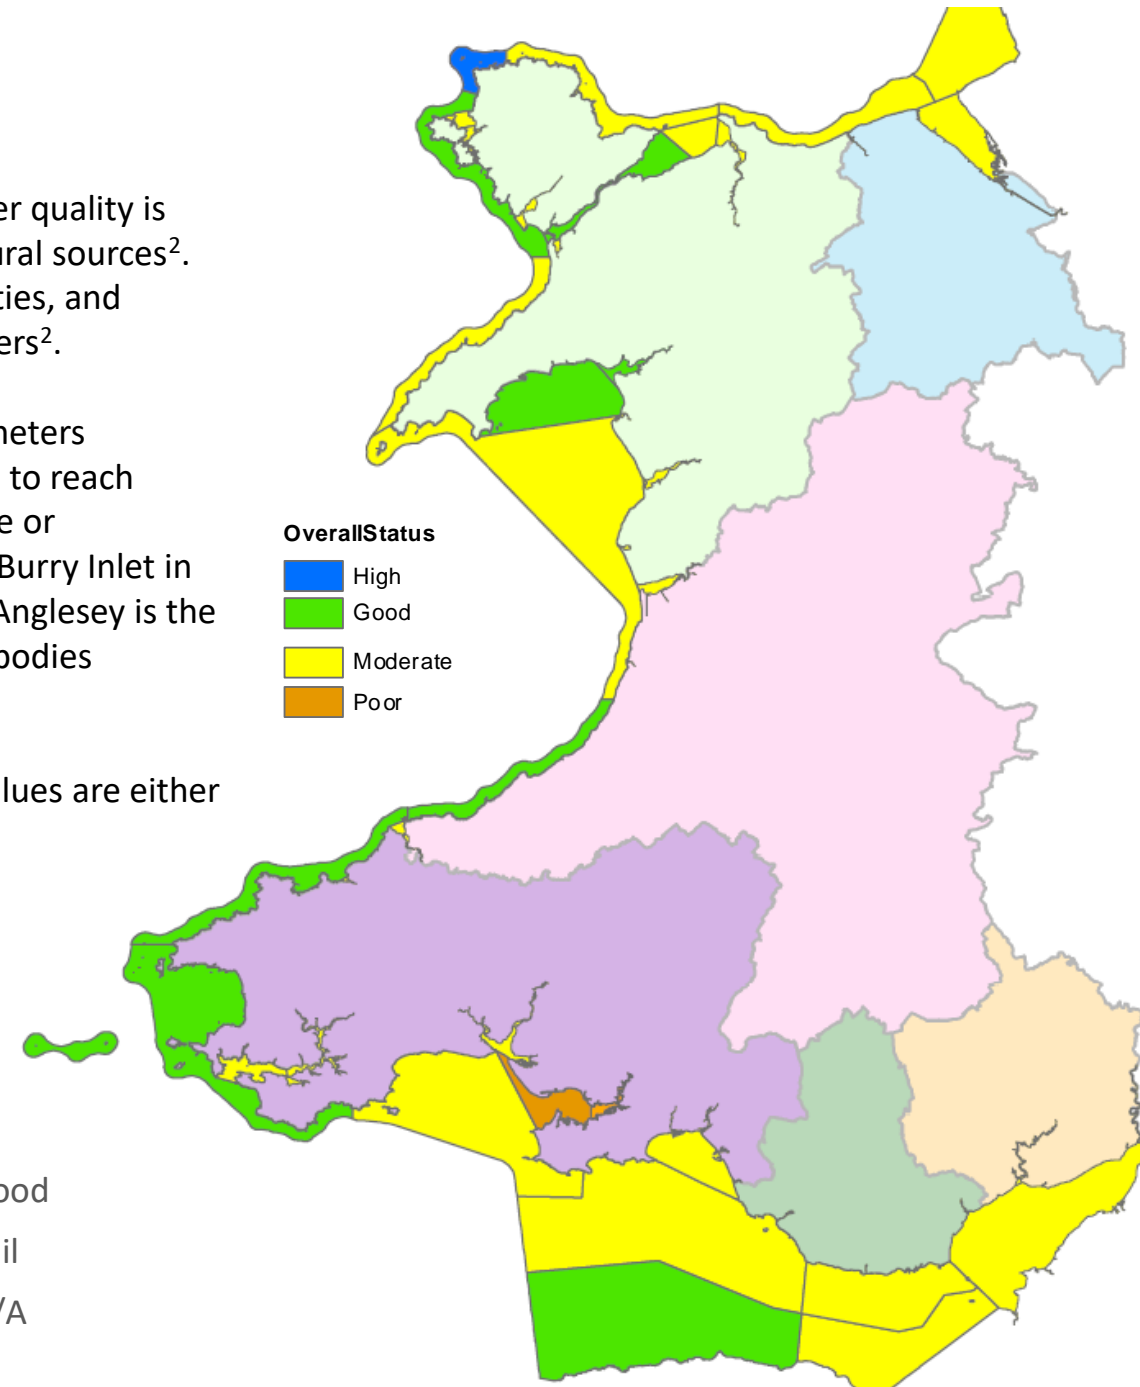 er quality is
ural sources².
ties, and
ers².
neters
to reach
e or
Burry Inlet in
Anglesey is the
bodies
lues are either
OverallStatus
High
Good
Moderate
Poor
ood
il
/A